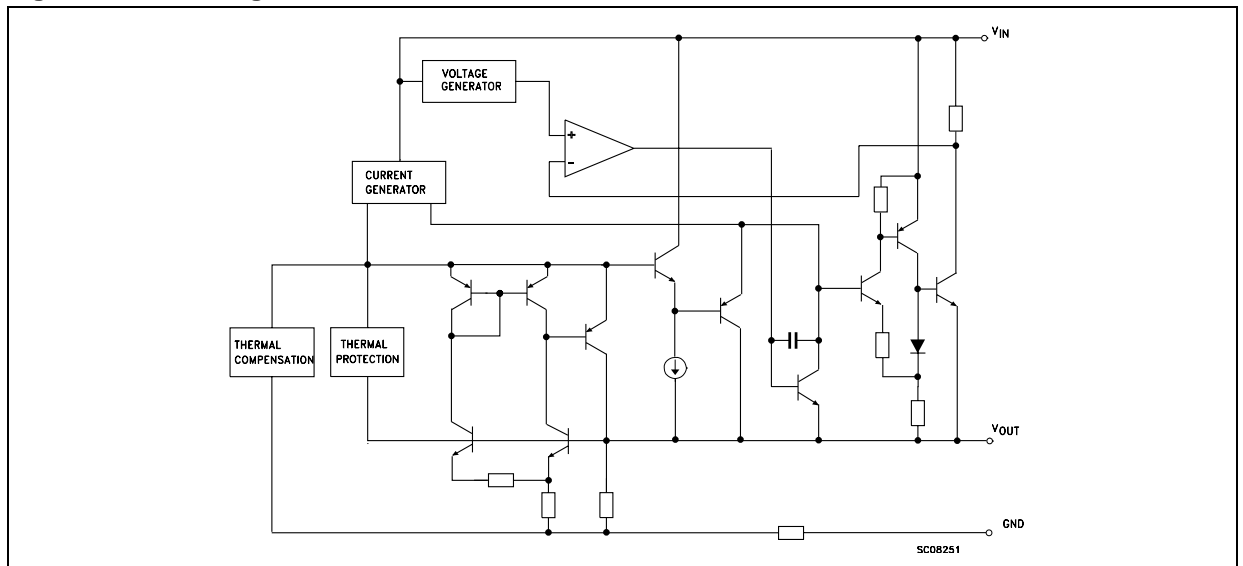 VIN
VOLTAGE
GENERATOR
+
-
CURRENT
GENERATOR
THERMAL
COMPENSATION
THERMAL
PROTECTION
VOUT
GND
SC08251